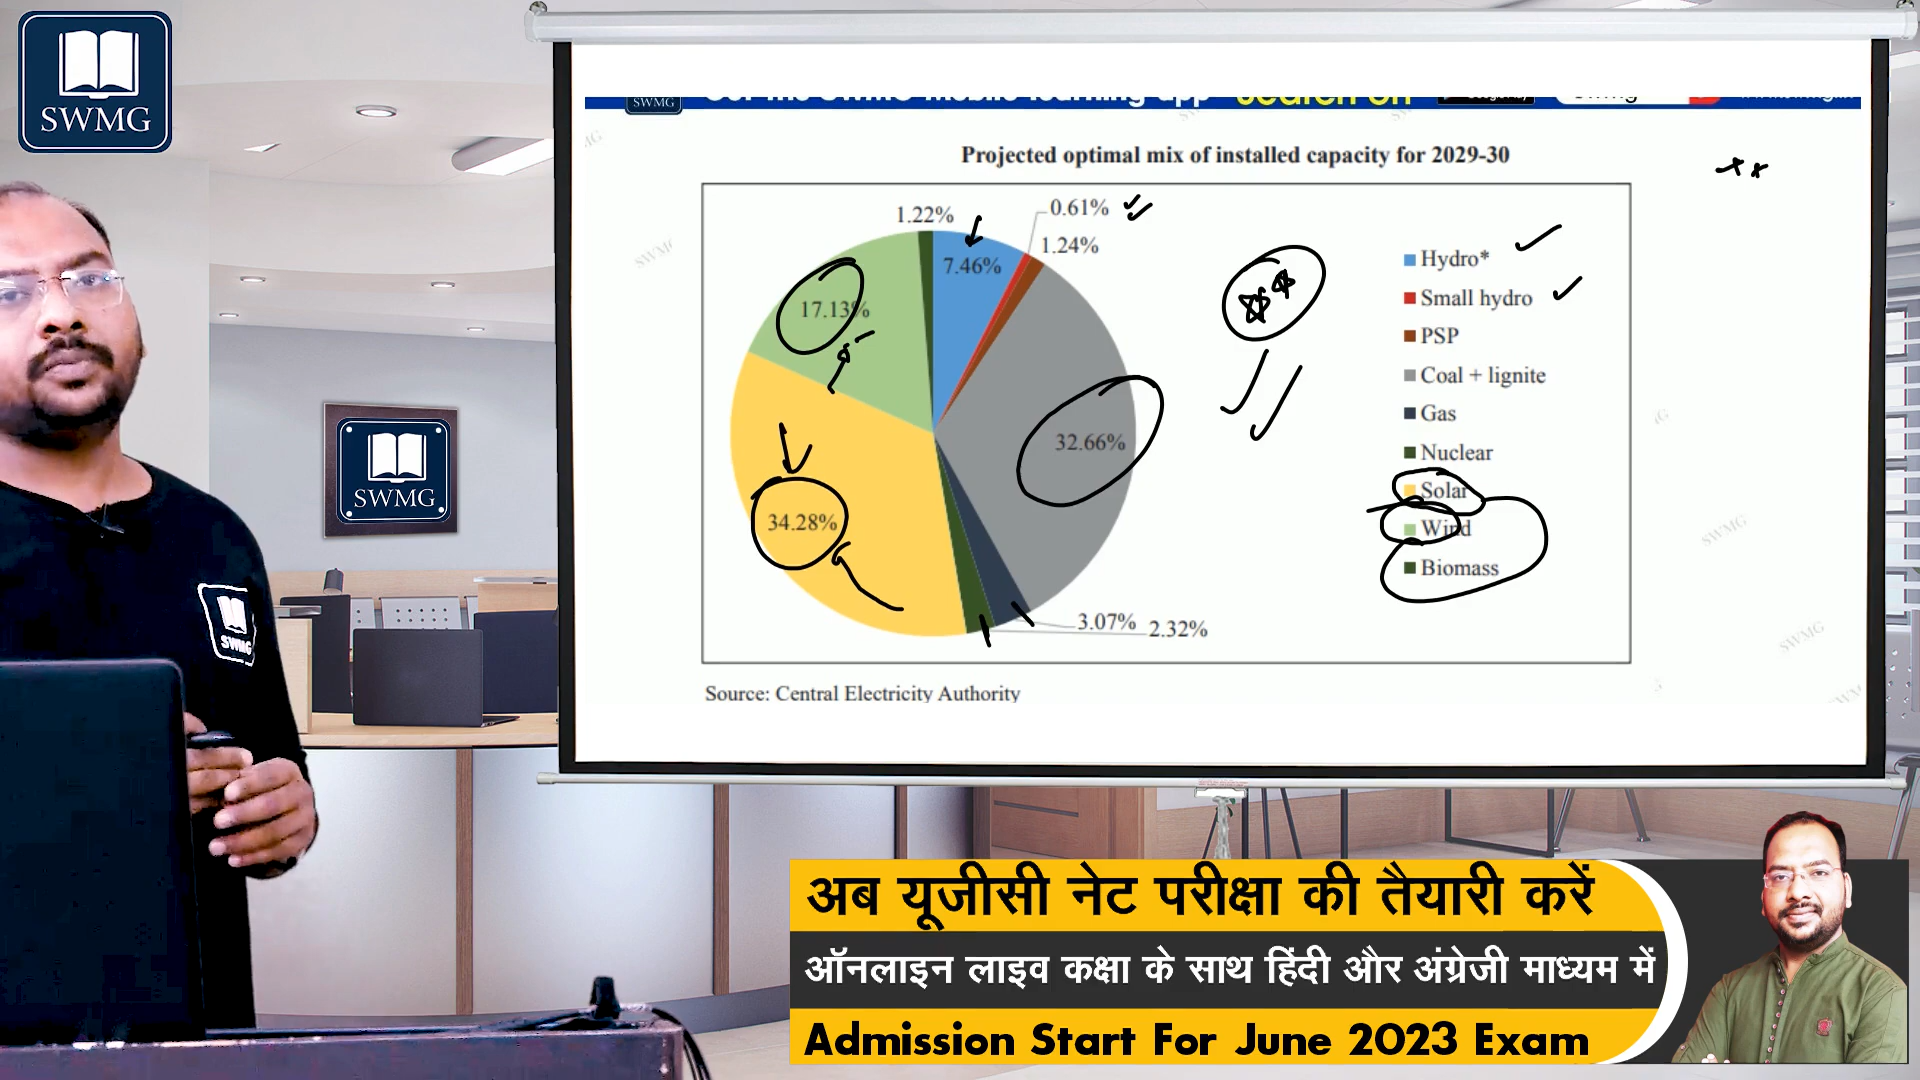 SWMG
SWMG
Projected optimal mix of installed capacity for 2029-30
1.22%
0.61%
1.24%
7.46%
17.13%
32.66%
34.28%
3.07%
2.32%
Hydro*
Small hydro
PSP
Coal + lignite
Gas
Nuclear
Solar
Wind
Biomass
Source: Central Electricity Authority
SWMG
SWMG
अब यूजीसी नेट परीक्षा की तैयारी करें
ऑनलाइन लाइव कक्षा के साथ हिंदी और अंग्रेजी माध्यम में
Admission Start For June 2023 Exam